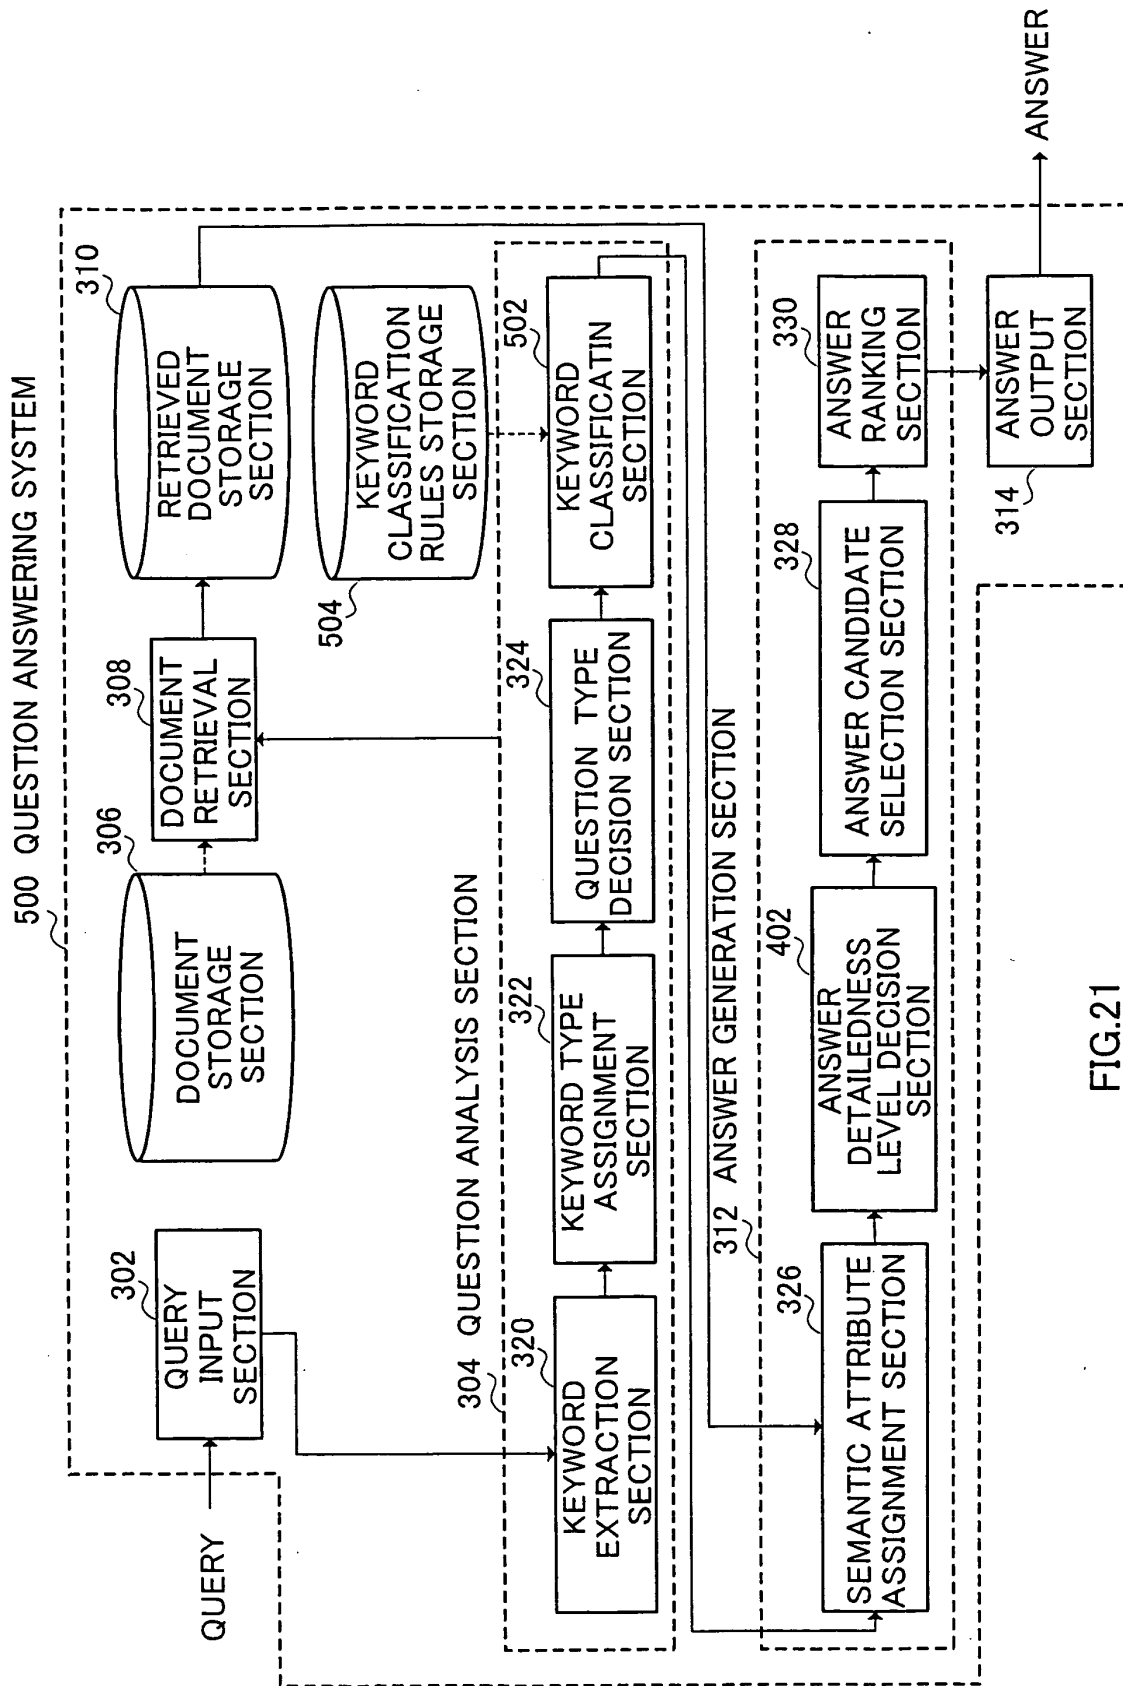 500 QUESTION ANSWERING SYSTEM
QUERY
302
QUERY
INPUT
SECTION
306
DOCUMENT
STORAGE
SECTION
308
DOCUMENT
RETRIEVAL
SECTION
310
RETRIEVED
DOCUMENT
STORAGE
SECTION
504
KEYWORD
CLASSIFICATION
RULES STORAGE
SECTION
304 QUESTION ANALYSIS SECTION
320
KEYWORD
EXTRACTION
SECTION
322
KEYWORD TYPE
ASSIGNMENT
SECTION
324
QUESTION TYPE
DECISION SECTION
502
KEYWORD
CLASSIFICATIN
SECTION
312 ANSWER GENERATION SECTION
326
SEMANTIC ATTRIBUTE
ASSIGNMENT SECTION
402
ANSWER
DETAILEDNESS
LEVEL DECISION
SECTION
328
ANSWER CANDIDATE
SELECTION SECTION
330
ANSWER
RANKING
SECTION
314
ANSWER
OUTPUT
SECTION
ANSWER
FIG.21